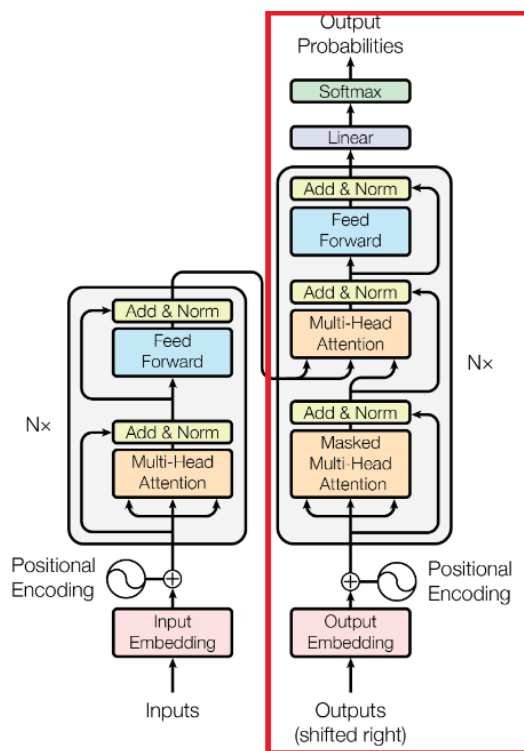 Output
Probabilities
Softmax
Linear
Add & Norm
Feed
Forward
Add & Norm
Multi-Head
Attention
Add & Norm
Masked
Multi-Head
Attention
N×
Positional
Encoding
Output
Embedding
Outputs
(shifted right)
Add & Norm
Feed
Forward
Add & Norm
Multi-Head
Attention
N×
Positional
Encoding
Input
Embedding
Inputs